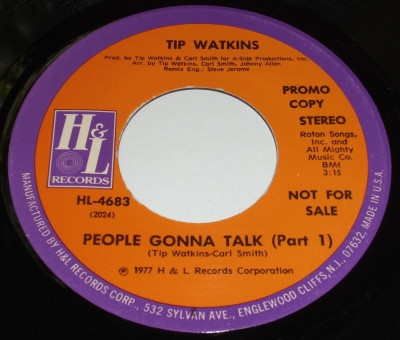 TIP WATKINS
Prod. by Tip Watkins & Carl Smith for A-Side Productions, Inc.
Arr. by Tip Watkins, Carl Smith, Johnny Allen
Remix Eng.: Steve Jerome
PROMO
COPY
STEREO
Raton Songs,
Inc. and All
Mighty
Music Co.
BMI
3:15
H&L
RECORDS
HL-4683
(2024)
NOT FOR
SALE
PEOPLE GONNA TALK (Part 1)
(Tip Watkins-Carl Smith)
℗ 1977 H & L Records Corporation
MANUFACTURED BY H&L RECORDS CORP., 532 SYLVAN AVE., ENGLEWOOD CLIFFS, N.J., 07632. MADE IN U.S.A.